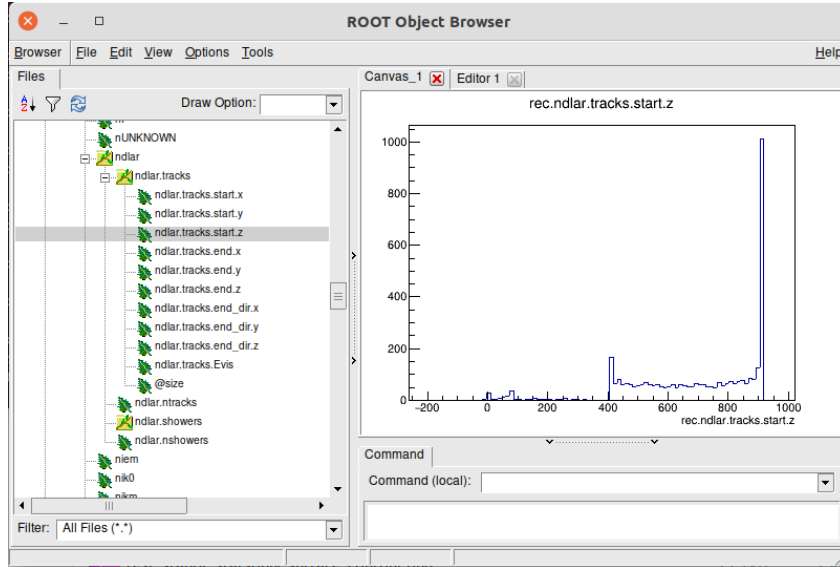 ROOT Object Browser
Browser File Edit View Options Tools Help
Files
Draw Option:
nUNKNOWN
ndlar
ndlar.tracks
ndlar.tracks.start.x
ndlar.tracks.start.y
ndlar.tracks.start.z
ndlar.tracks.end.x
ndlar.tracks.end.y
ndlar.tracks.end.z
ndlar.tracks.end_dir.x
ndlar.tracks.end_dir.y
ndlar.tracks.end_dir.z
ndlar.tracks.Evis
@size
ndlar.ntracks
ndlar.showers
ndlar.nshowers
niem
nik0
nikm
Filter: All Files (*.*)
Canvas_1 Editor 1
rec.ndlar.tracks.start.z
1000
800
600
400
200
0
-200 0 200 400 600 800 1000
rec.ndlar.tracks.start.z
Command
Command (local):